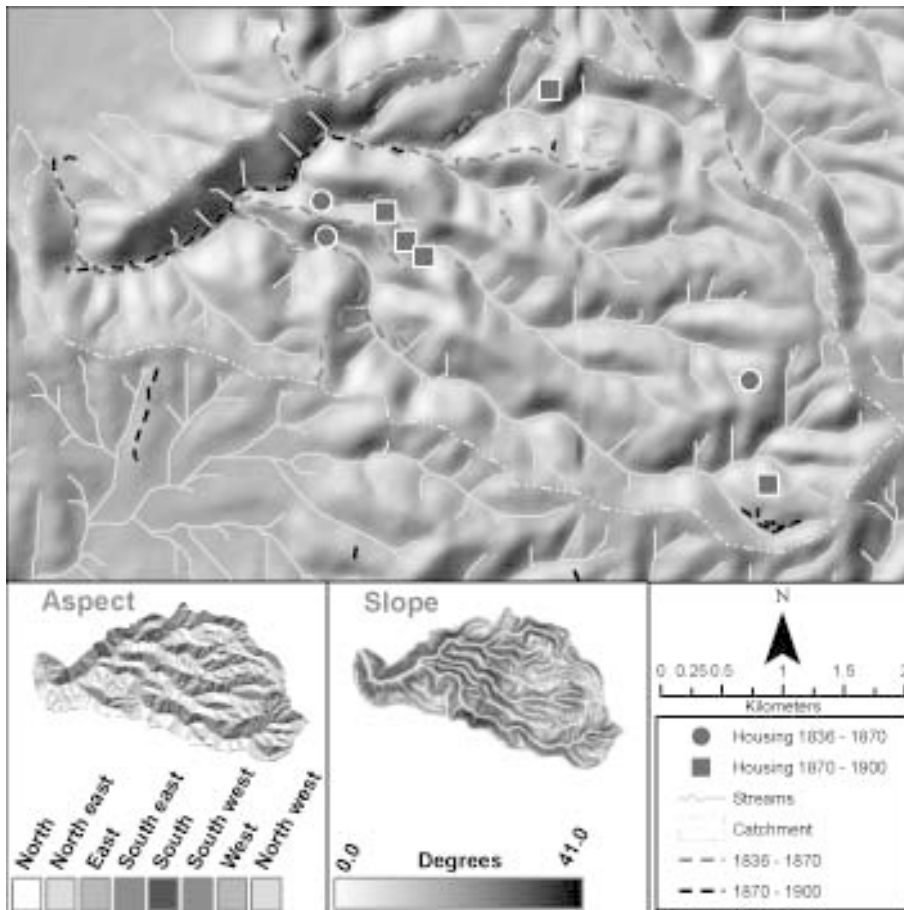 Aspect
North
North east
East
South east
South
South west
West
North west
Slope
0.0
Degrees
41.0
N
0 0.25 0.5 1 1.5 2
Kilometers
Housing 1836 - 1870
Housing 1870 - 1900
Streams
Catchment
1836 - 1870
1870 - 1900